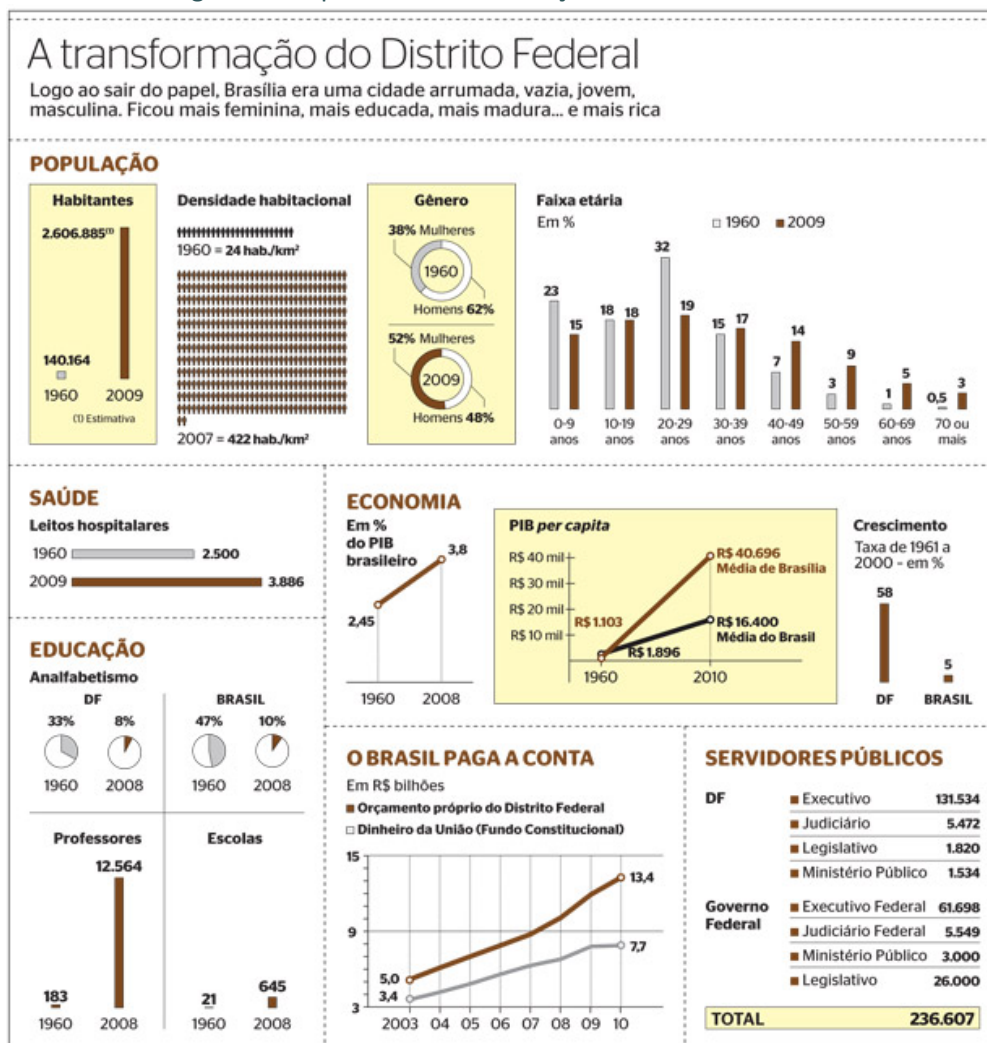 A transformação do Distrito Federal
Logo ao sair do papel, Brasília era uma cidade arrumada, vazia, jovem,
masculina. Ficou mais feminina, mais educada, mais madura... e mais rica
POPULAÇÃO
Habitantes
2.606.885(1)
140.164
1960 2009
(1) Estimativa
Densidade habitacional
1960 = 24 hab./km²
2007 = 422 hab./km²
Gênero
38% Mulheres
1960
Homens 62%
52% Mulheres
2009
Homens 48%
Faixa etária
Em %
1960 2009
23 15
18 18
32 19
15 17
7 14
3 9
1 5
0,5 3
0-9 anos
10-19 anos
20-29 anos
30-39 anos
40-49 anos
50-59 anos
60-69 anos
70 ou mais
SAÚDE
Leitos hospitalares
1960 2.500
2009 3.886
EDUCAÇÃO
Analfabetismo
DF
33% 8%
1960 2008
BRASIL
47% 10%
1960 2008
Professores
12.564
183
1960 2008
Escolas
645
21
1960 2008
ECONOMIA
Em %
do PIB
brasileiro
3,8
2,45
1960 2008
PIB per capita
R$ 40 mil
R$ 30 mil
R$ 20 mil
R$ 10 mil
R$ 40.696
Média de Brasília
R$ 16.400
Média do Brasil
R$ 1.103
R$ 1.896
1960 2010
Crescimento
Taxa de 1961 a
2000 - em %
58
5
DF BRASIL
O BRASIL PAGA A CONTA
Em R$ bilhões
Orçamento próprio do Distrito Federal
Dinheiro da União (Fundo Constitucional)
15
9
3
13,4
7,7
5,0
3,4
2003 04 05 06 07 08 09 10
SERVIDORES PÚBLICOS
DF
Executivo 131.534
Judiciário 5.472
Legislativo 1.820
Ministério Público 1.534
Governo
Federal
Executivo Federal 61.698
Judiciário Federal 5.549
Ministério Público 3.000
Legislativo 26.000
TOTAL 236.607